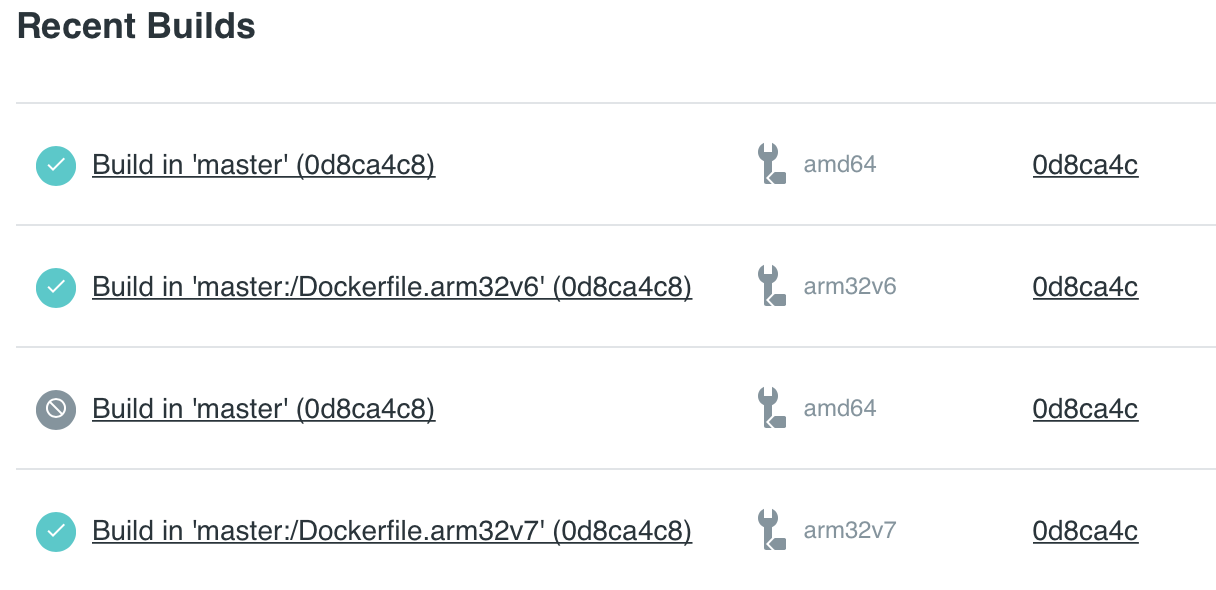 Recent Builds
Build in 'master' (0d8ca4c8) amd64 0d8ca4c
Build in 'master:/Dockerfile.arm32v6' (0d8ca4c8) arm32v6 0d8ca4c
Build in 'master' (0d8ca4c8) amd64 0d8ca4c
Build in 'master:/Dockerfile.arm32v7' (0d8ca4c8) arm32v7 0d8ca4c